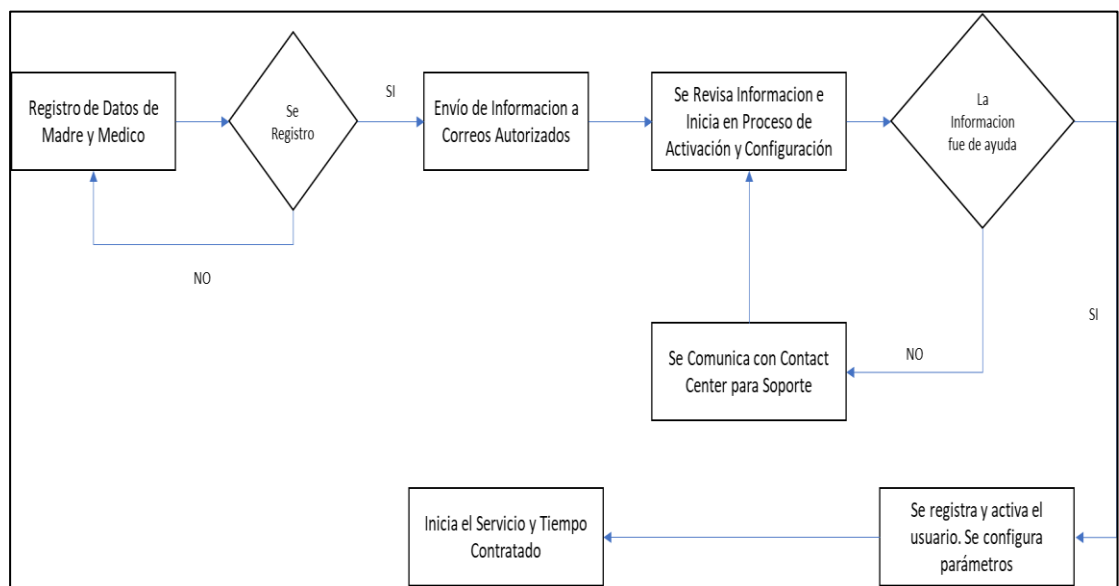 Registro de Datos de
Madre y Medico
Se
Registro
SI
NO
Envío de Informacion a
Correos Autorizados
Se Revisa Informacion e
Inicia en Proceso de
Activación y Configuración
La
Informacion
fue de ayuda
SI
NO
Se Comunica con Contact
Center para Soporte
Se registra y activa el
usuario. Se configura
parámetros
Inicia el Servicio y Tiempo
Contratado